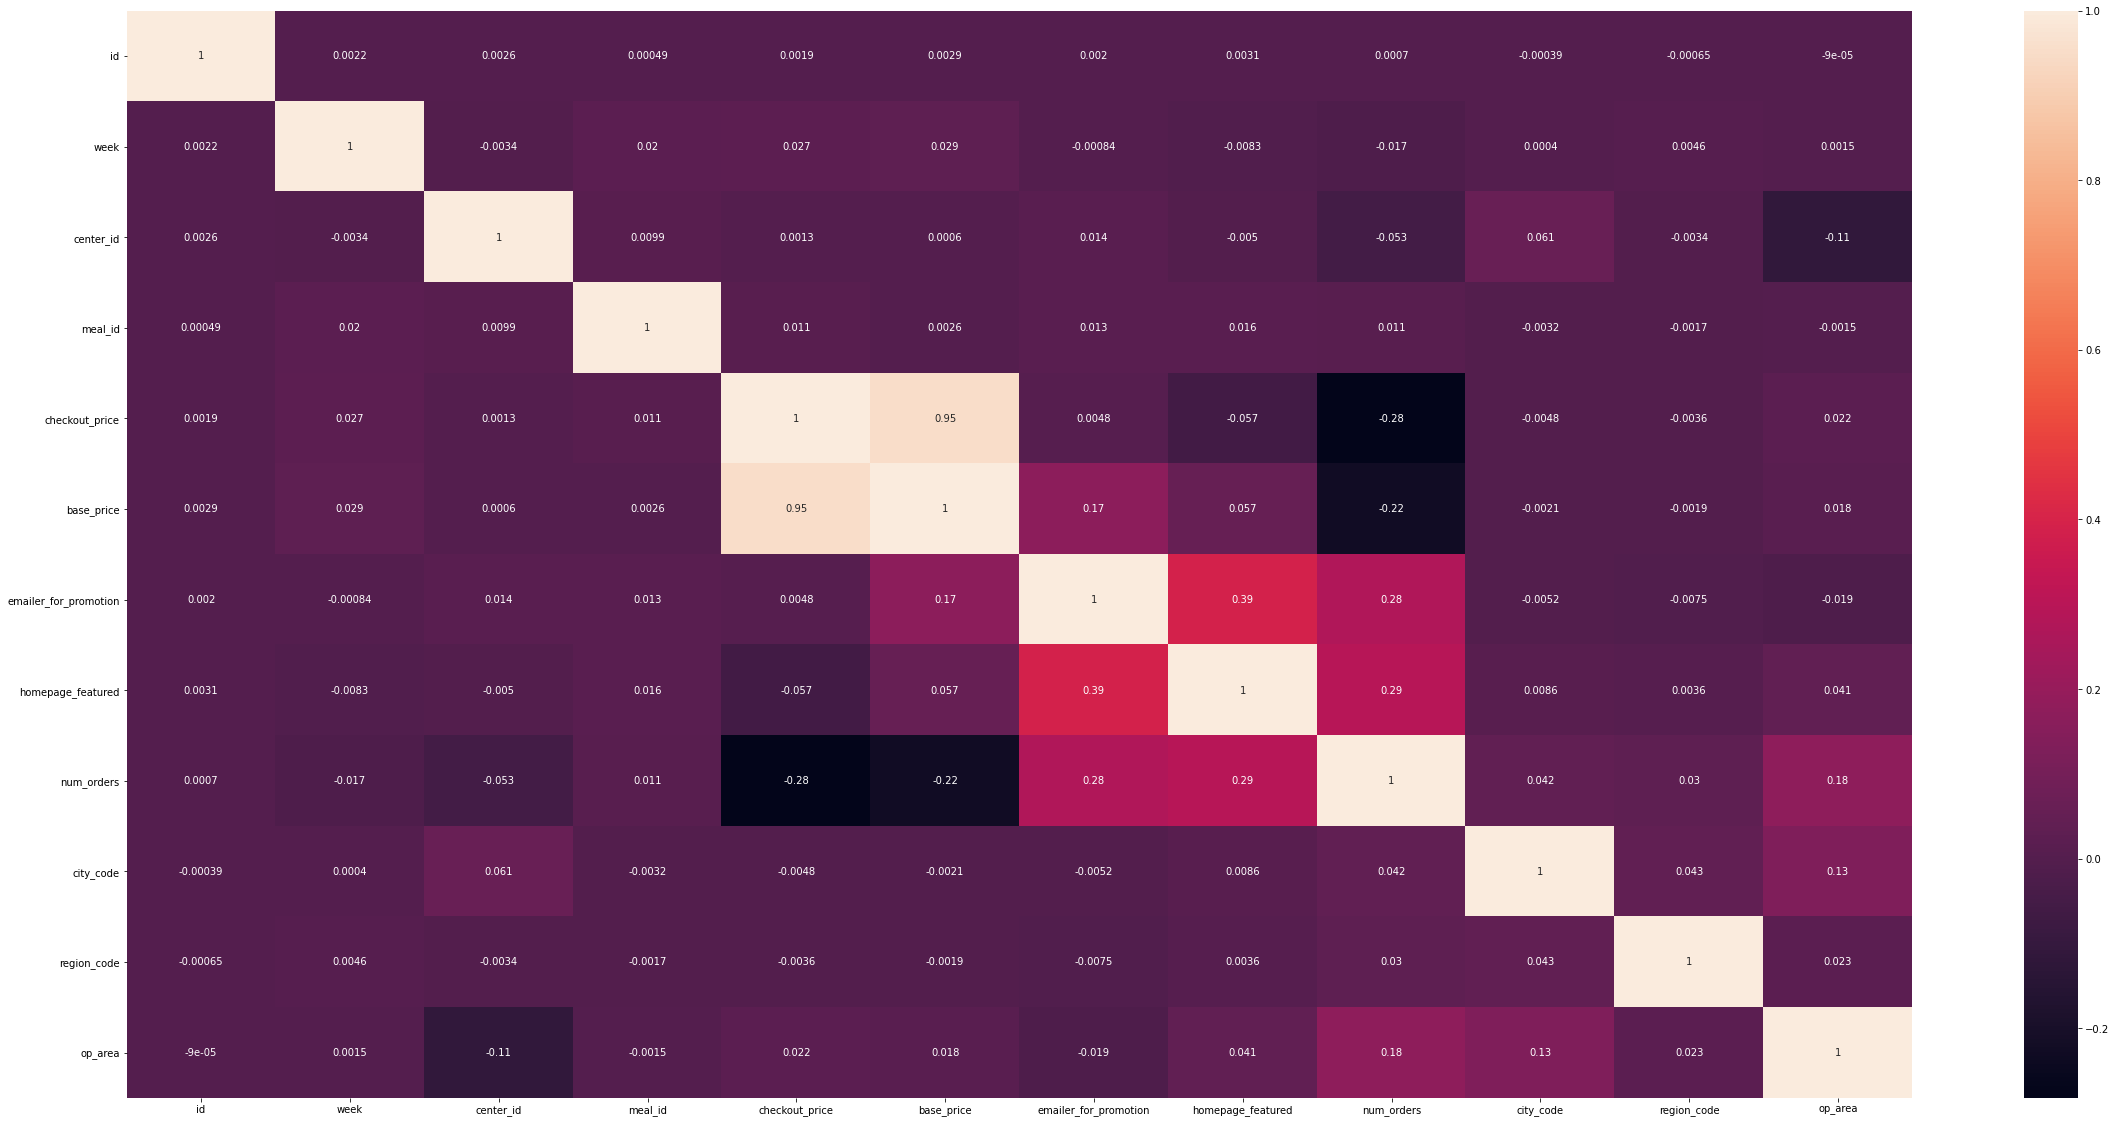 id 1 0.0022 0.0026 0.00049 0.0019 0.0029 0.002 0.0031 0.0007 -0.00039 -0.00065 -9e-05
week 0.0022 1 -0.0034 0.02 0.027 0.029 -0.00084 -0.0083 -0.017 0.0004 0.0046 0.0015
center_id 0.0026 -0.0034 1 0.0099 0.0013 0.0006 0.014 -0.005 -0.053 0.061 -0.0034 -0.11
meal_id 0.00049 0.02 0.0099 1 0.011 0.0026 0.013 0.016 0.011 -0.0032 -0.0017 -0.0015
checkout_price 0.0019 0.027 0.0013 0.011 1 0.95 0.0048 -0.057 -0.28 -0.0048 -0.0036 0.022
base_price 0.0029 0.029 0.0006 0.0026 0.95 1 0.17 0.057 -0.22 -0.0021 -0.0019 0.018
emailer_for_promotion 0.002 -0.00084 0.014 0.013 0.0048 0.17 1 0.39 0.28 -0.0052 -0.0075 -0.019
homepage_featured 0.0031 -0.0083 -0.005 0.016 -0.057 0.057 0.39 1 0.29 0.0086 0.0036 0.041
num_orders 0.0007 -0.017 -0.053 0.011 -0.28 -0.22 0.28 0.29 1 0.042 0.03 0.18
city_code -0.00039 0.0004 0.061 -0.0032 -0.0048 -0.0021 -0.0052 0.0086 0.042 1 0.043 0.13
region_code -0.00065 0.0046 -0.0034 -0.0017 -0.0036 -0.0019 -0.0075 0.0036 0.03 0.043 1 0.023
op_area -9e-05 0.0015 -0.11 -0.0015 0.022 0.018 -0.019 0.041 0.18 0.13 0.023 1
id week center_id meal_id checkout_price base_price emailer_for_promotion homepage_featured num_orders city_code region_code op_area
1.0
0.8
0.6
0.4
0.2
0.0
−0.2